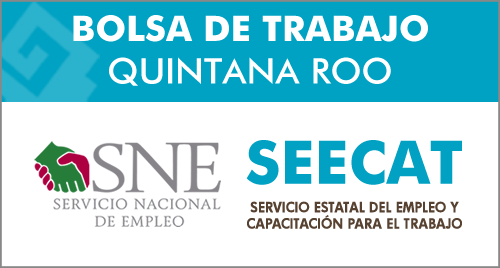 BOLSA DE TRABAJO
QUINTANA ROO
SNE
SERVICIO NACIONAL
DE EMPLEO
SEECAT
SERVICIO ESTATAL DEL EMPLEO Y
CAPACITACIÓN PARA EL TRABAJO